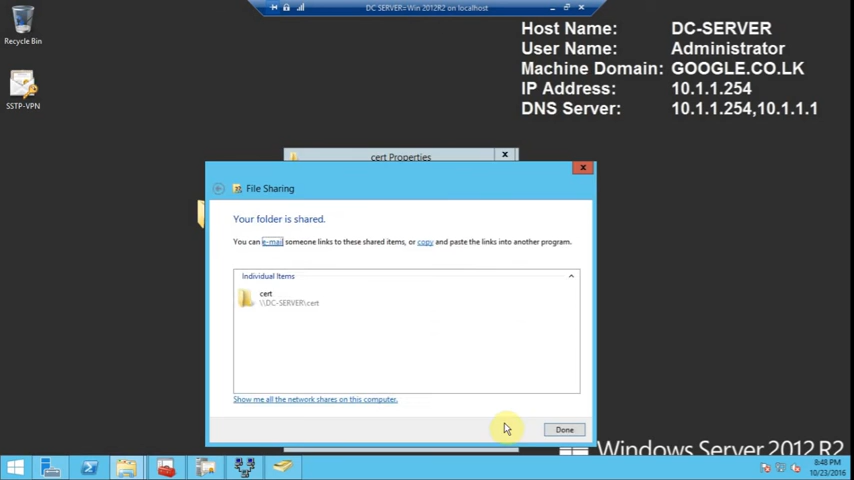 DC SERVER=Win 2012R2 on localhost
Host Name: DC-SERVER
User Name: Administrator
Machine Domain: GOOGLE.CO.LK
IP Address: 10.1.1.254
DNS Server: 10.1.1.254,10.1.1.1
Recycle Bin
SSTP-VPN
cert Properties
x
x
File Sharing
Your folder is shared.
You can e-mail someone links to these shared items, or copy and paste the links into another program.
Individual Items
cert
\\DC-SERVER\cert
Show me all the network shares on this computer.
Done
Windows Server 2012 R2
8:48 PM
10/23/2016